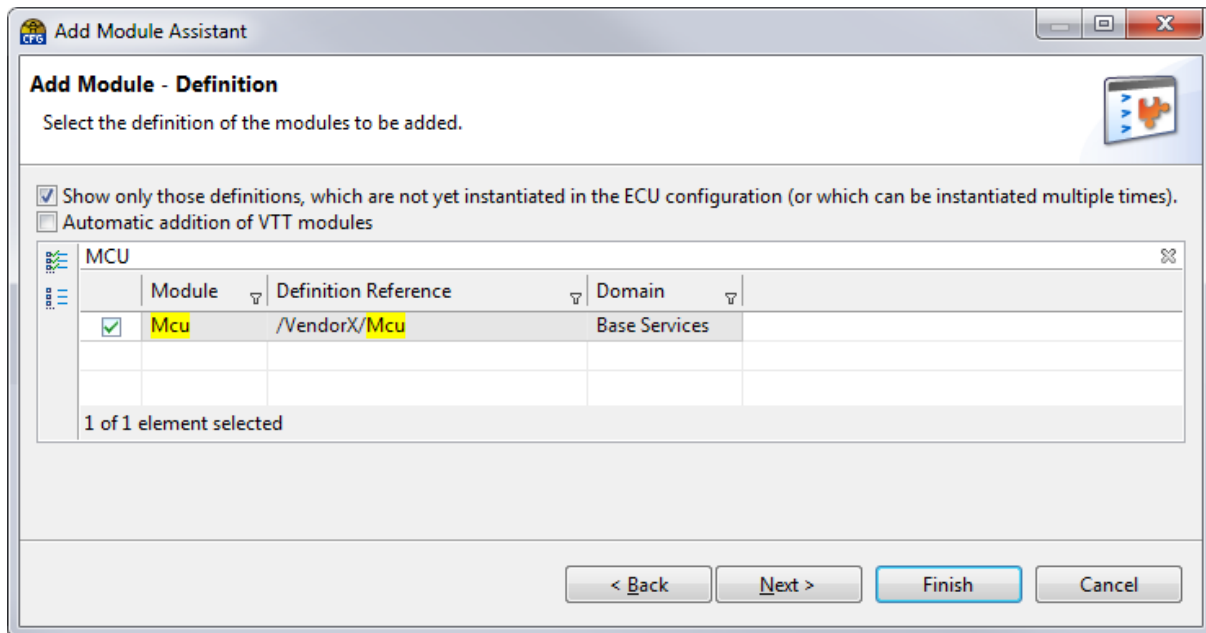 CFG Add Module Assistant
Add Module - Definition
Select the definition of the modules to be added.
Show only those definitions, which are not yet instantiated in the ECU configuration (or which can be instantiated multiple times).
Automatic addition of VTT modules
MCU
Module Definition Reference Domain
Mcu /VendorX/Mcu Base Services
1 of 1 element selected
< Back Next > Finish Cancel